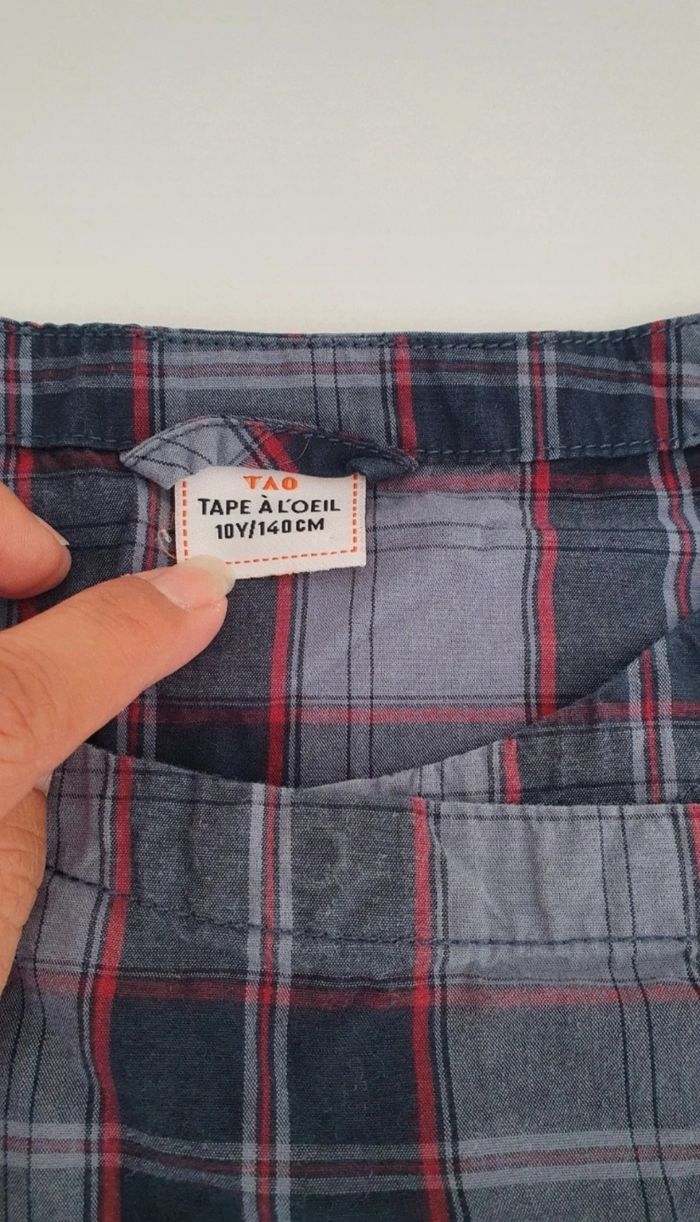 TAO
TAPE À L'OEIL
10Y/140CM